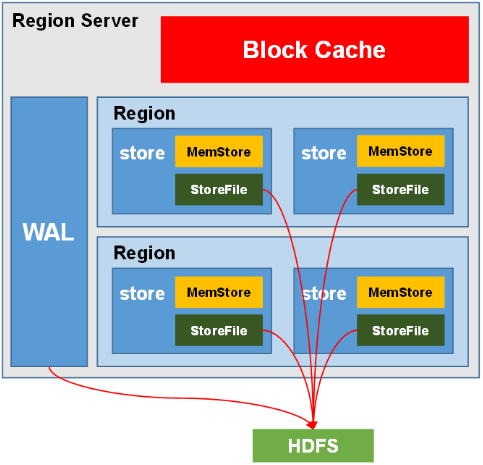 Region Server
Block Cache
WAL
Region
store
MemStore
StoreFile
store
MemStore
StoreFile
Region
store
MemStore
StoreFile
store
MemStore
StoreFile
HDFS